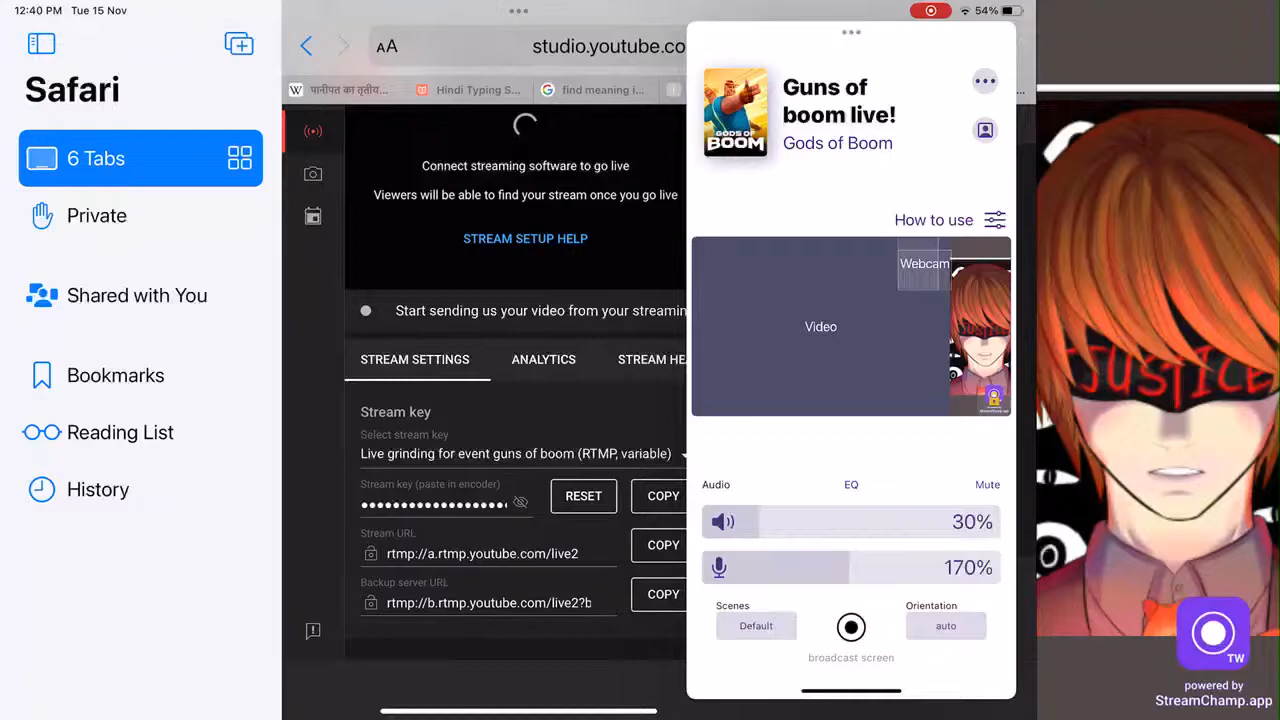 12:40 PM Tue 15 Nov
54%
Safari
6 Tabs
Private
Shared with You
Bookmarks
Reading List
History
AA
studio.youtube.co
W पानीपत का तृतीय...
Hindi Typing S...
find meaning i...
Connect streaming software to go live
Viewers will be able to find your stream once you go live
STREAM SETUP HELP
Start sending us your video from your streamin
STREAM SETTINGS
ANALYTICS
STREAM HE
Stream key
Select stream key
Live grinding for event guns of boom (RTMP, variable)
Stream key (paste in encoder)
RESET
COPY
Stream URL
rtmp://a.rtmp.youtube.com/live2
COPY
Backup server URL
rtmp://b.rtmp.youtube.com/live2?b
COPY
GODS OF
BOOM
Guns of
boom live!
Gods of Boom
How to use
Webcam
Video
JUSTICE
Audio
EQ
Mute
30%
170%
Scenes
Default
Orientation
auto
broadcast screen
JUSTICE
TW
powered by
StreamChamp.app